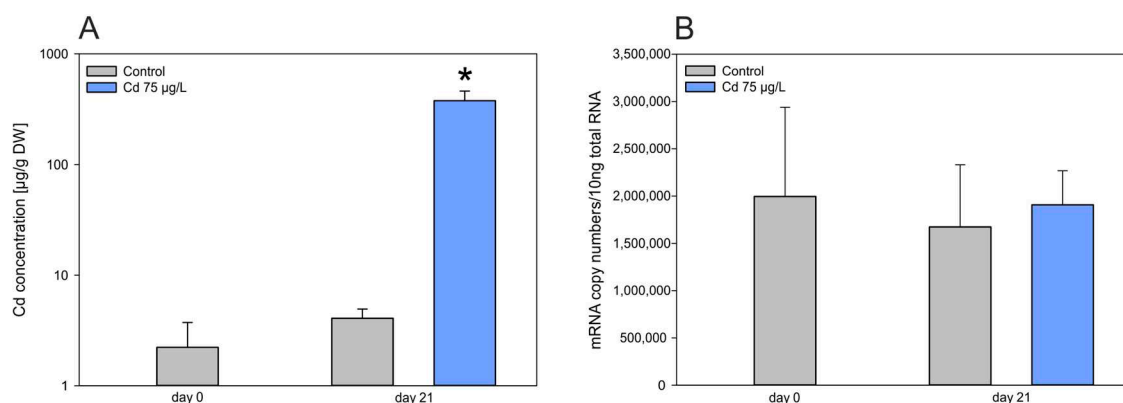 A
Cd concentration [µg/g DW]
1000
100
10
1
Control
Cd 75 µg/L
*
day 0
day 21
B
mRNA copy numbers/10ng total RNA
3,500,000
3,000,000
2,500,000
2,000,000
1,500,000
1,000,000
500,000
0
Control
Cd 75 µg/L
day 0
day 21